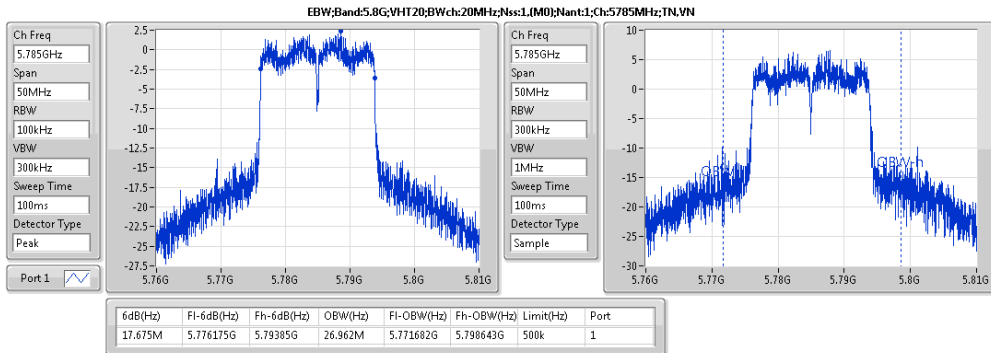 EBW;Band:5.8G;VHT20;BWch:20MHz;Nss:1,(M0);Nant:1;Ch:5785MHz;TN,VN
Ch Freq
5.785GHz
Span
50MHz
RBW
100kHz
VBW
300kHz
Sweep Time
100ms
Detector Type
Peak
Port 1
2.5
0
-2.5
-5
-7.5
-10
-12.5
-15
-17.5
-20
-22.5
-25
-27.5
5.76G 5.77G 5.78G 5.79G 5.8G 5.81G
Ch Freq
5.785GHz
Span
50MHz
RBW
300kHz
VBW
1MHz
Sweep Time
100ms
Detector Type
Sample
10
5
0
-5
-10
-15
-20
-25
-30
OBW-h
5.76G 5.77G 5.78G 5.79G 5.8G 5.81G
6dB(Hz) Fl-6dB(Hz) Fh-6dB(Hz) OBW(Hz) Fl-OBW(Hz) Fh-OBW(Hz) Limit(Hz) Port
17.675M 5.776175G 5.79385G 26.962M 5.771682G 5.798643G 500k 1